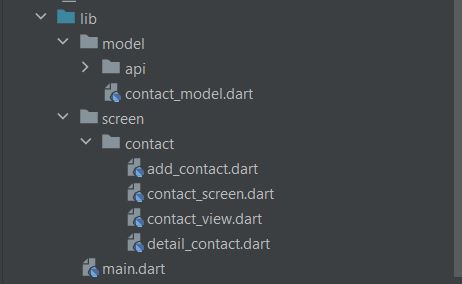 lib
model
api
contact_model.dart
screen
contact
add_contact.dart
contact_screen.dart
contact_view.dart
detail_contact.dart
main.dart